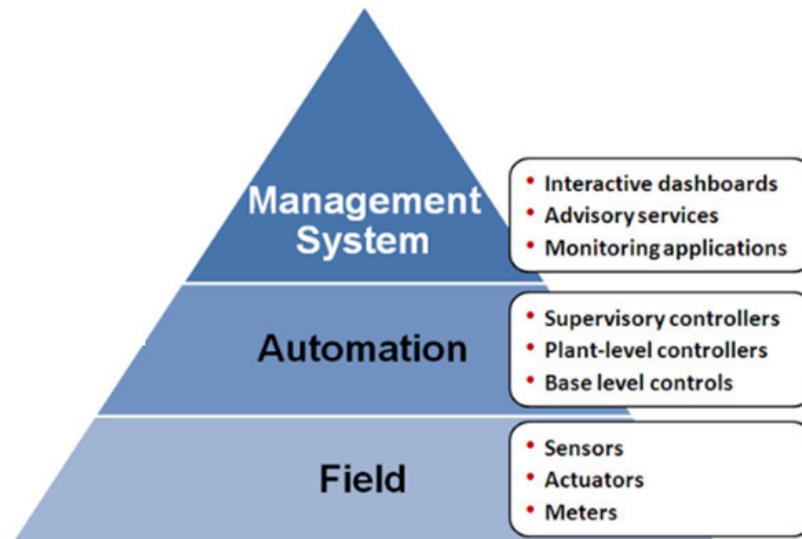 Management
System
• Interactive dashboards
• Advisory services
• Monitoring applications
Automation
• Supervisory controllers
• Plant-level controllers
• Base level controls
Field
• Sensors
• Actuators
• Meters